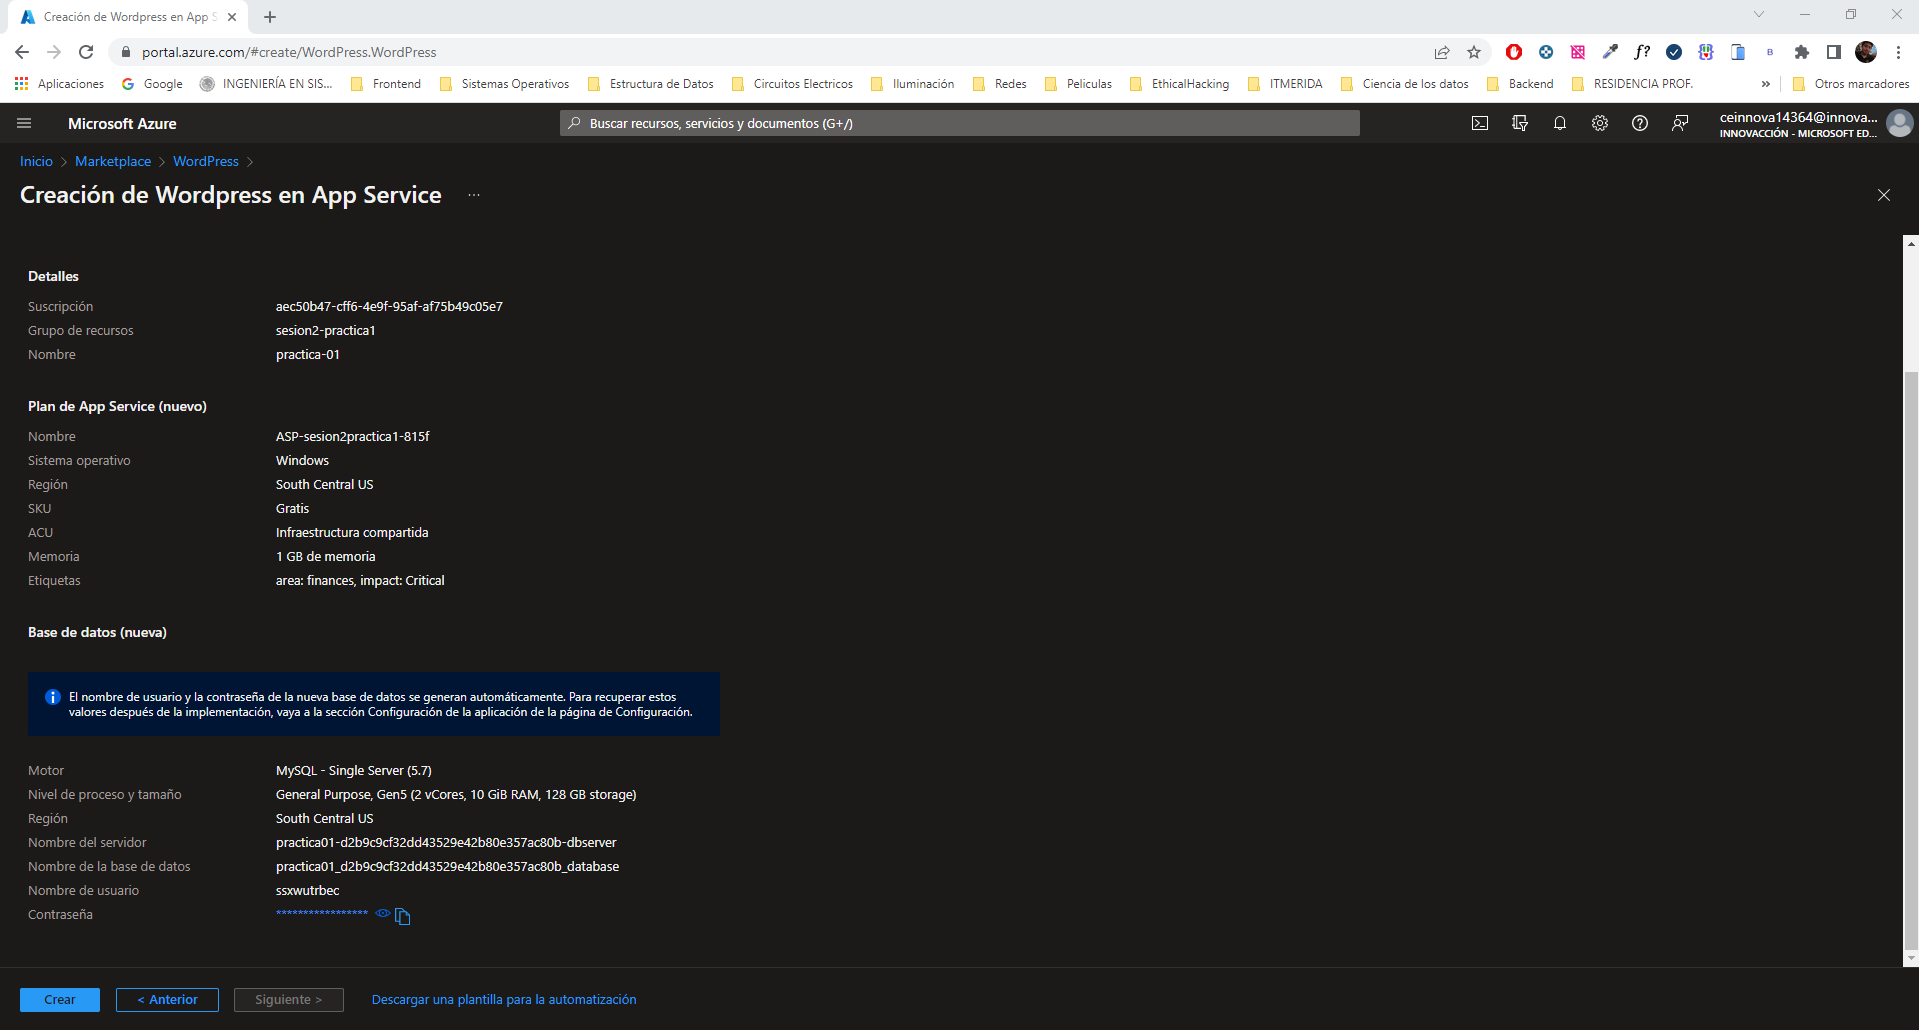 Creación de Wordpress en App S
portal.azure.com/#create/WordPress.WordPress
f?
B
Aplicaciones Google INGENIERÍA EN SIS... Frontend Sistemas Operativos Estructura de Datos Circuitos Electricos Iluminación Redes Peliculas EthicalHacking ITMERIDA Ciencia de los datos Backend RESIDENCIA PROF. » Otros marcadores
Microsoft Azure
Buscar recursos, servicios y documentos (G+/)
ceinnova14364@innova...
INNOVACCIÓN - MICROSOFT ED...
Inicio > Marketplace > WordPress >
Creación de Wordpress en App Service ...
Detalles
Suscripción aec50b47-cff6-4e9f-95af-af75b49c05e7
Grupo de recursos sesion2-practica1
Nombre practica-01
Plan de App Service (nuevo)
Nombre ASP-sesion2practica1-815f
Sistema operativo Windows
Región South Central US
SKU Gratis
ACU Infraestructura compartida
Memoria 1 GB de memoria
Etiquetas area: finances, impact: Critical
Base de datos (nueva)
El nombre de usuario y la contraseña de la nueva base de datos se generan automáticamente. Para recuperar estos
valores después de la implementación, vaya a la sección Configuración de la aplicación de la página de Configuración.
Motor MySQL - Single Server (5.7)
Nivel de proceso y tamaño General Purpose, Gen5 (2 vCores, 10 GiB RAM, 128 GB storage)
Región South Central US
Nombre del servidor practica01-d2b9c9cf32dd43529e42b80e357ac80b-dbserver
Nombre de la base de datos practica01_d2b9c9cf32dd43529e42b80e357ac80b_database
Nombre de usuario ssxwutrbec
Contraseña *****************
Crear < Anterior Siguiente > Descargar una plantilla para la automatización